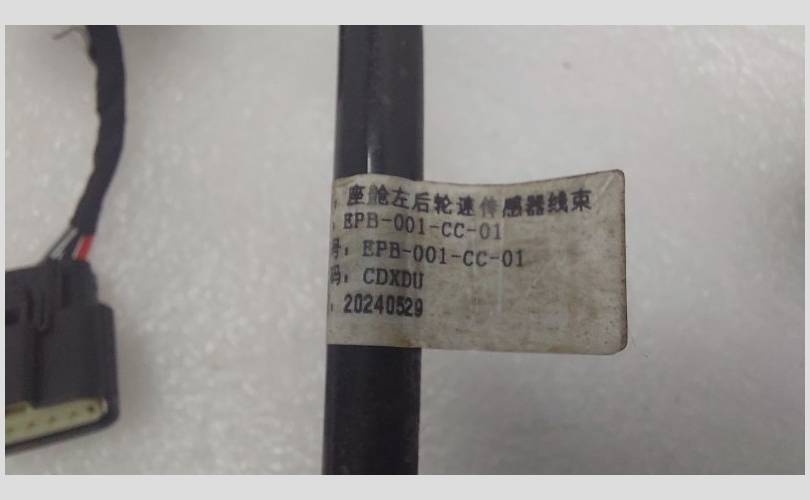 ：座舱左后轮速传感器线束
：EPB-001-CC-01
号：EPB-001-CC-01
码：CDXDU
：20240529